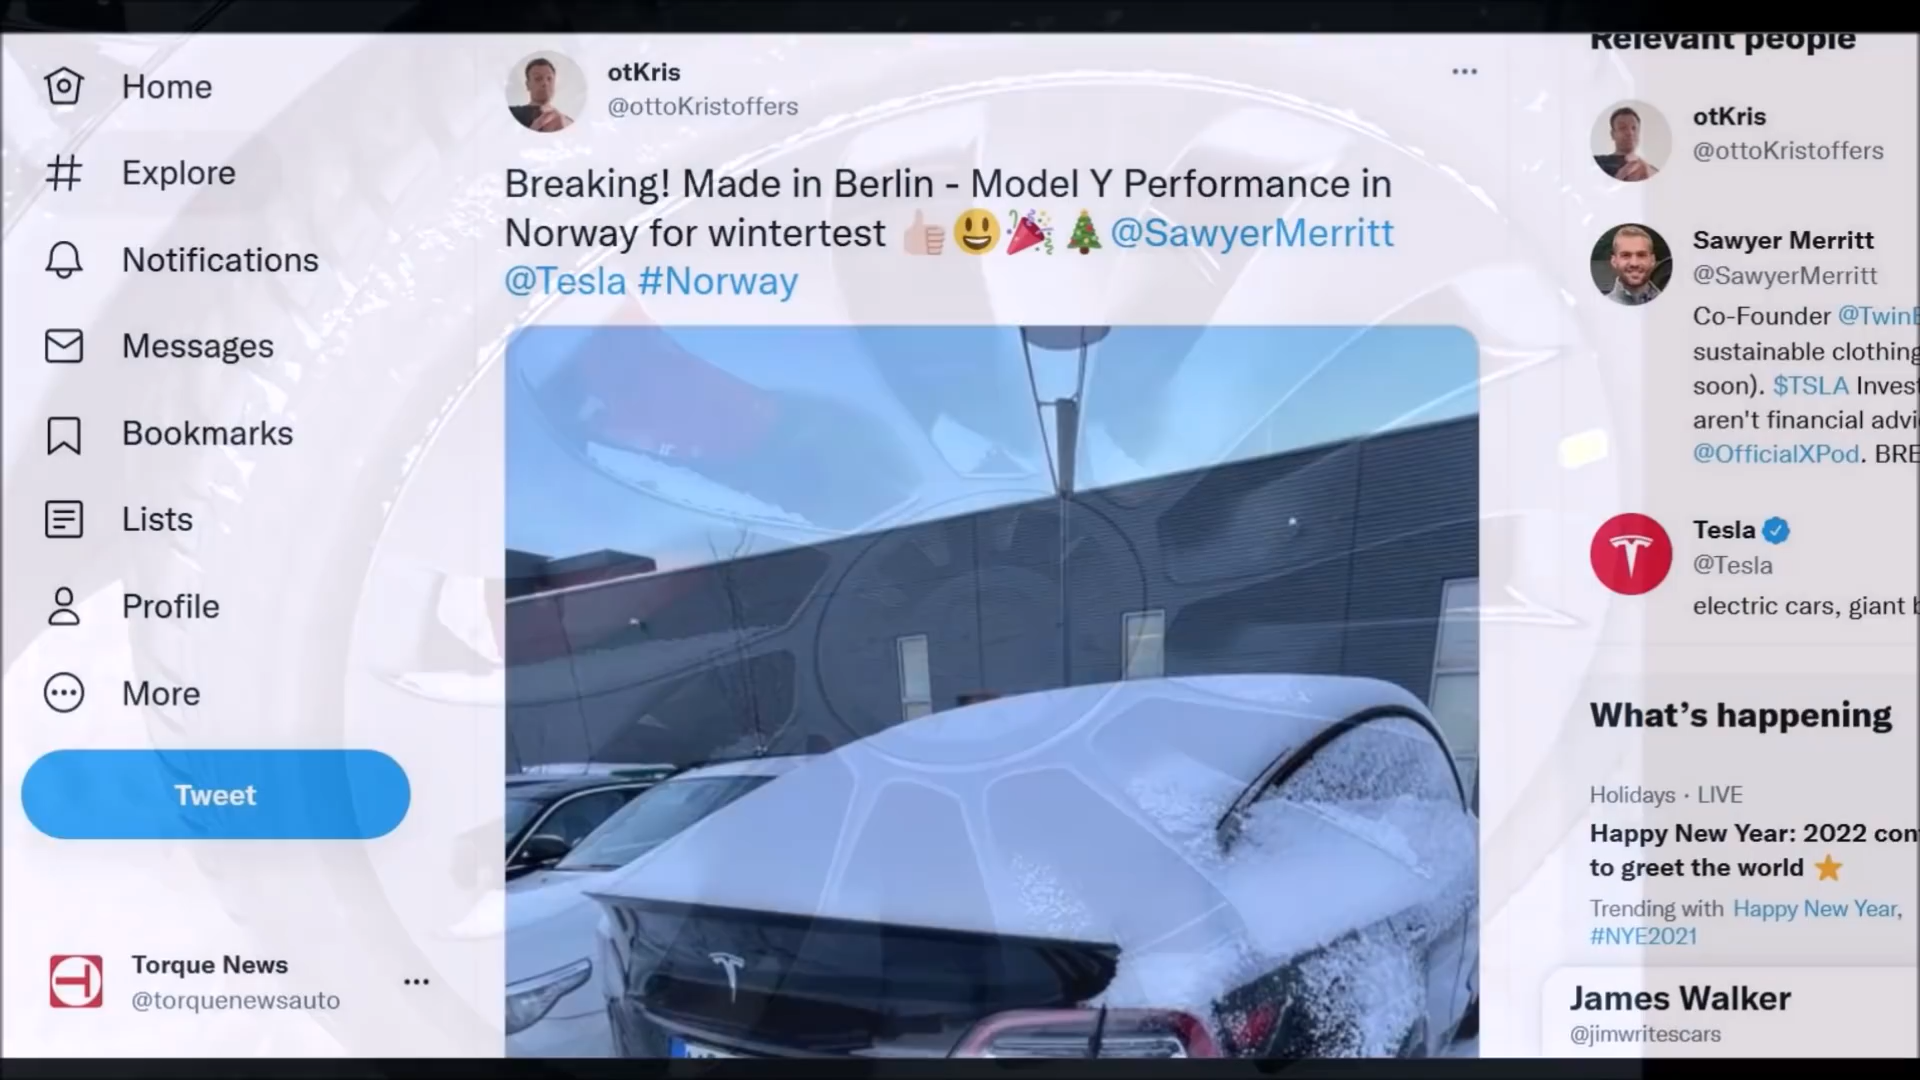 Home
Explore
Notifications
Messages
Bookmarks
Lists
Profile
More
Tweet
Torque News
@torquenewsauto
otKris
@ottoKristoffers
Breaking! Made in Berlin - Model Y Performance in
Norway for wintertest 👍😃🎉🎄 @SawyerMerritt
@Tesla #Norway
Relevant people
otKris
@ottoKristoffers
Sawyer Merritt
@SawyerMerritt
Co-Founder
sustainable clothing
soon). $TSLA
aren't financial
@OfficialXPod.
Tesla
@Tesla
electric cars, giant
What's happening
Holidays · LIVE
Happy New Year: 2022
to greet the world ⭐
Trending with Happy New Year,
#NYE2021
James Walker
@jimwritescars